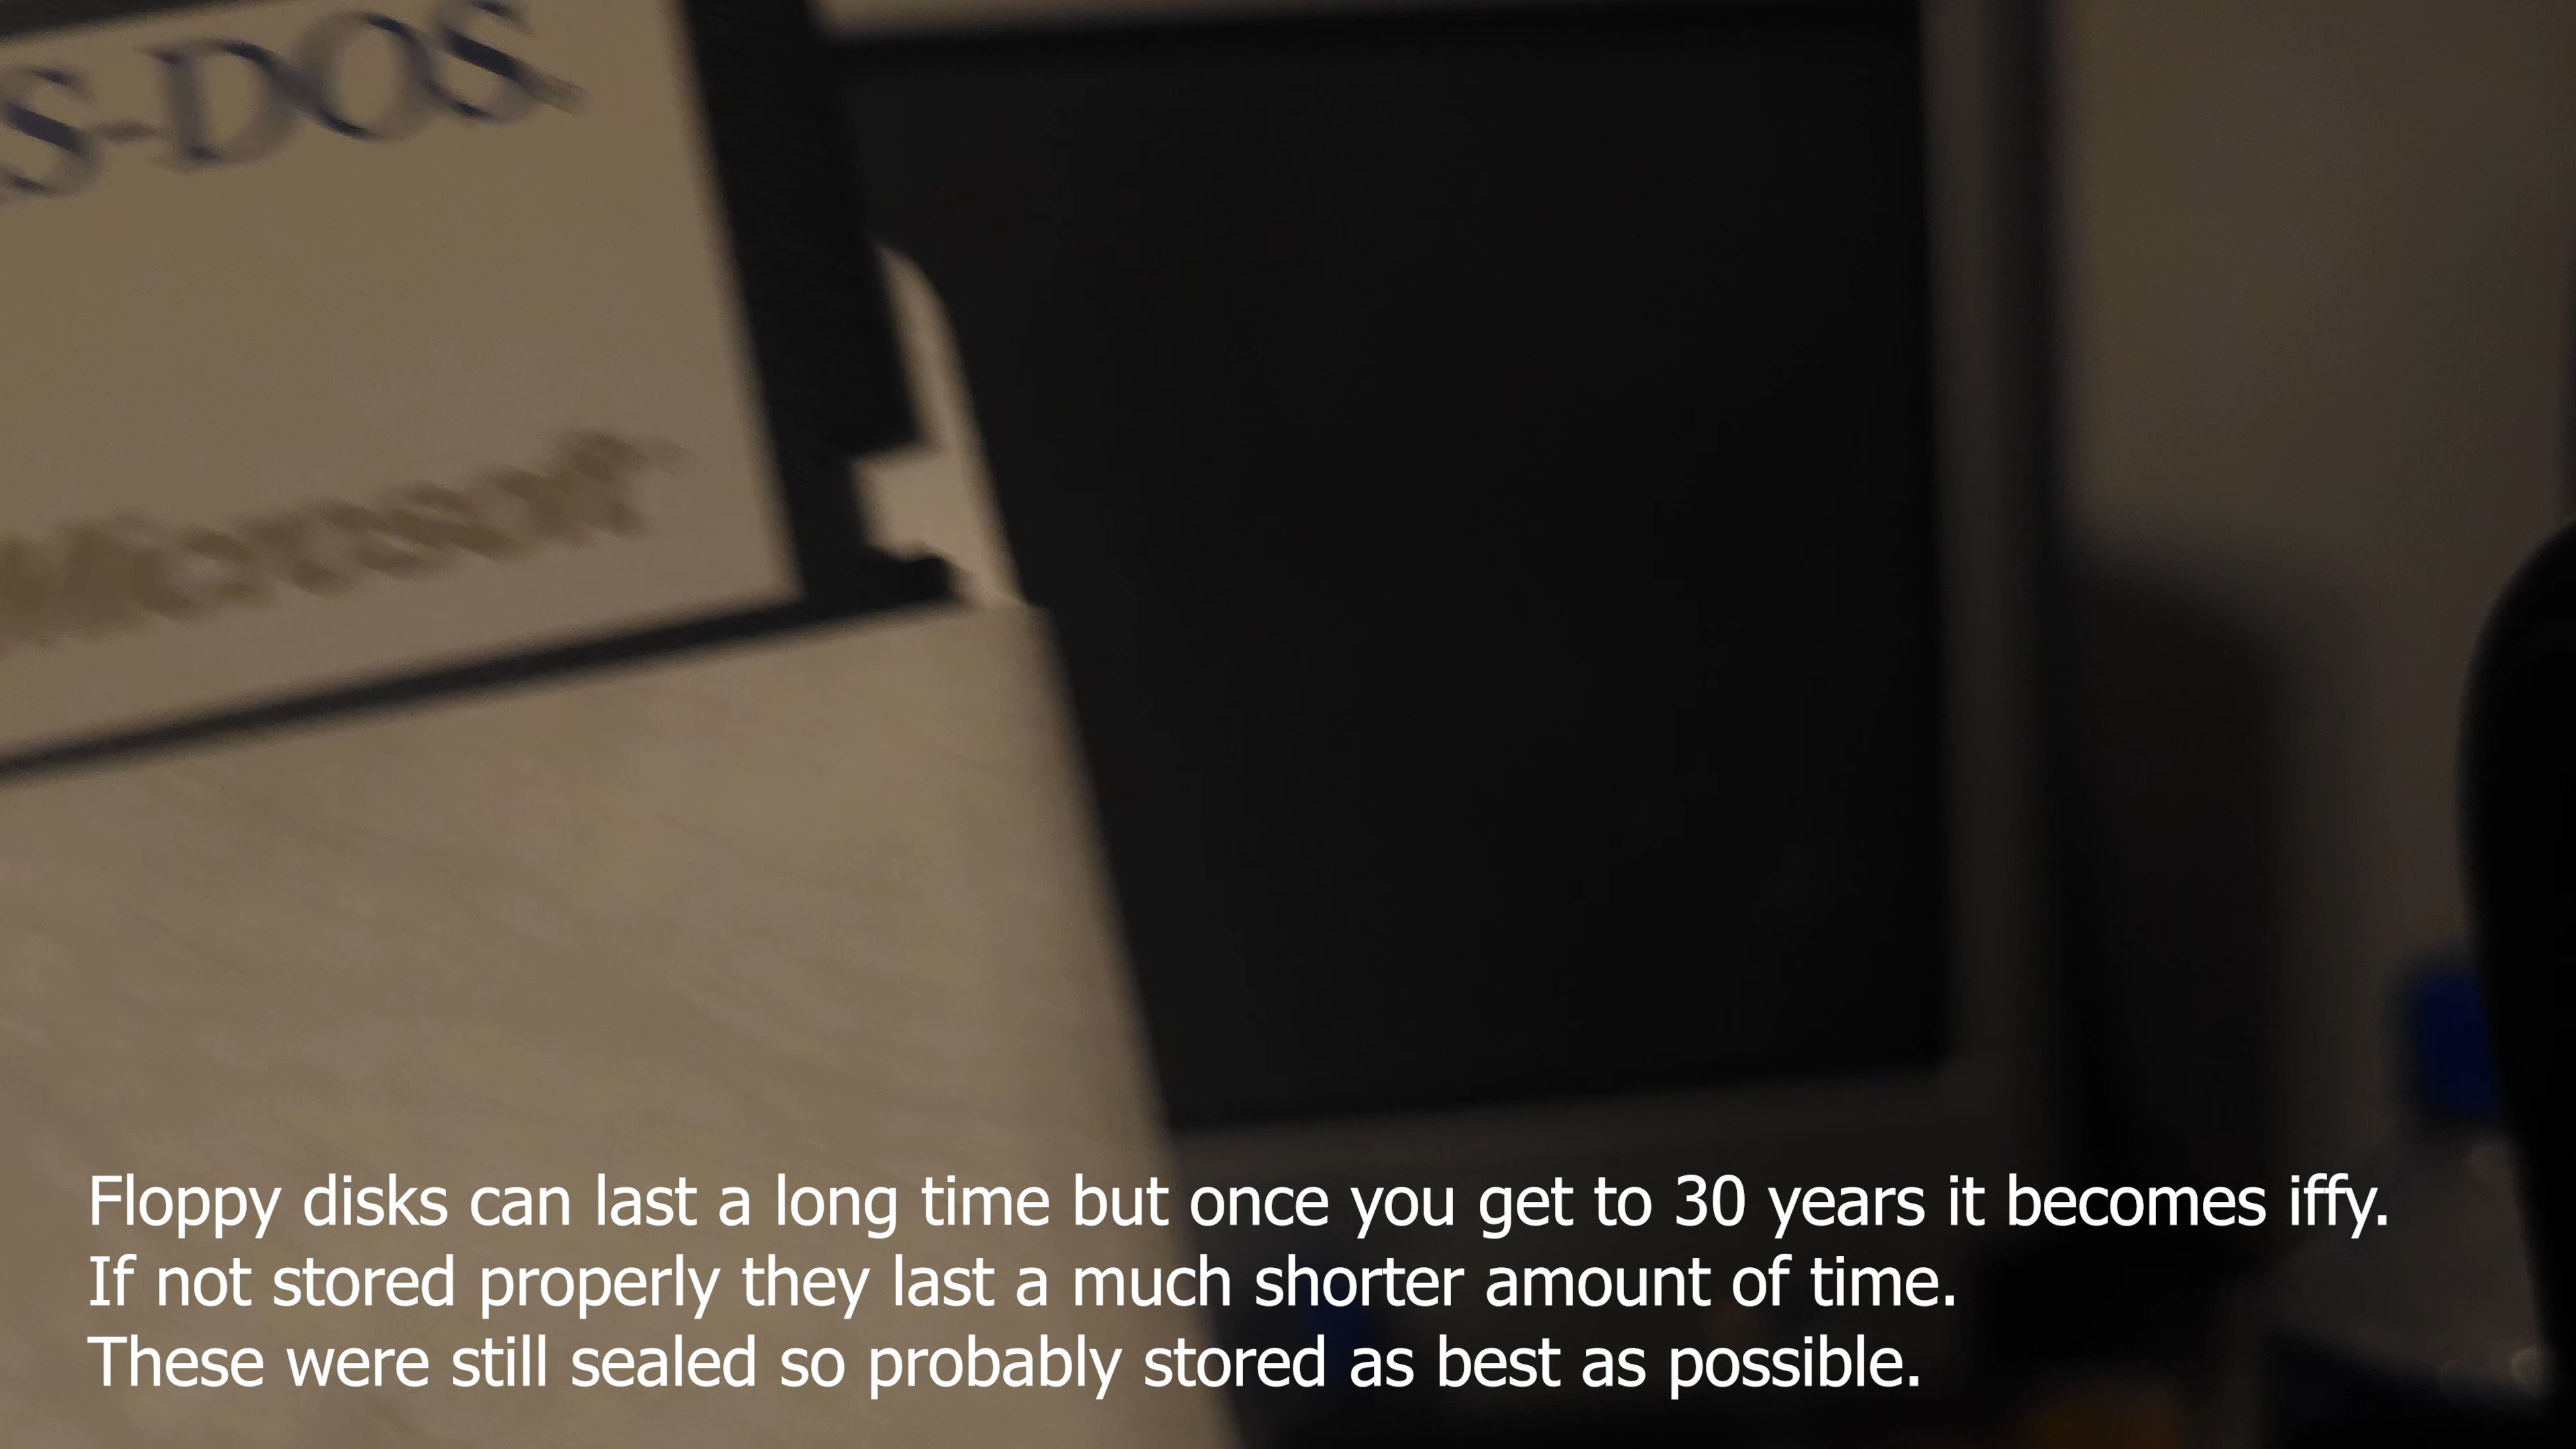 S-DOS
Microsoft
Floppy disks can last a long time but once you get to 30 years it becomes iffy.
If not stored properly they last a much shorter amount of time.
These were still sealed so probably stored as best as possible.